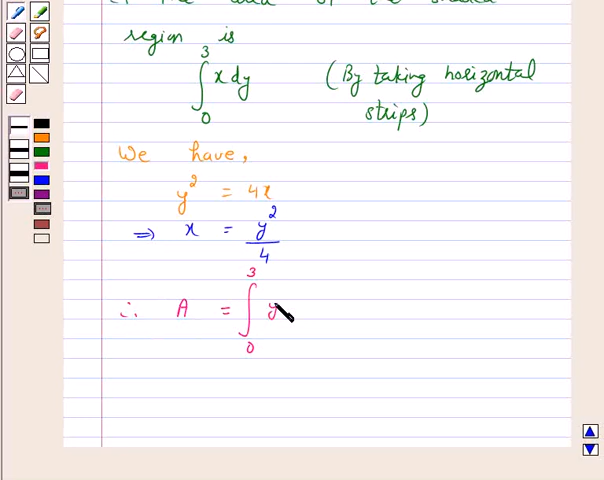 region is
∫₀³ x dy (By taking horizontal
strips)
We have,
y² = 4x
⇒ x = y²/4
∴ A = ∫₀³ y